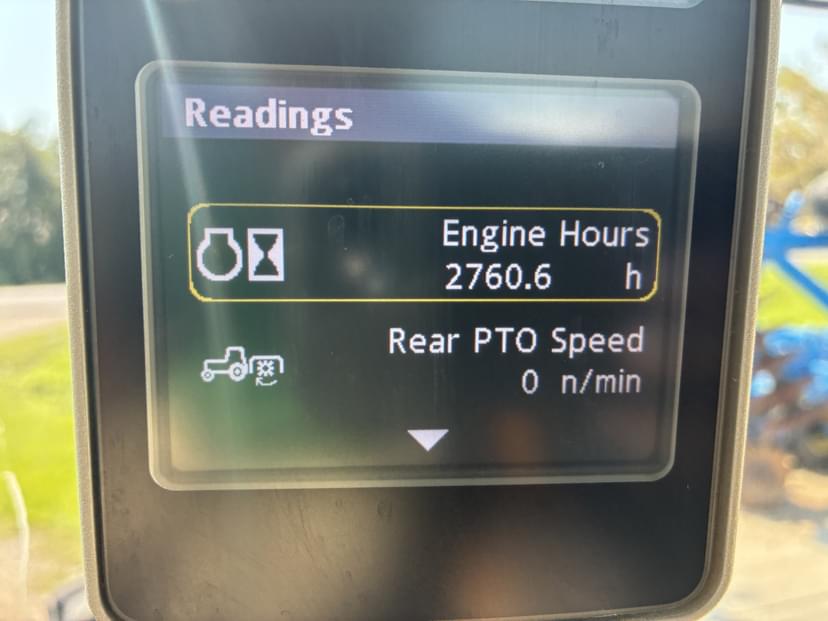 Readings
Engine Hours
2760.6 h
Rear PTO Speed
0 n/min